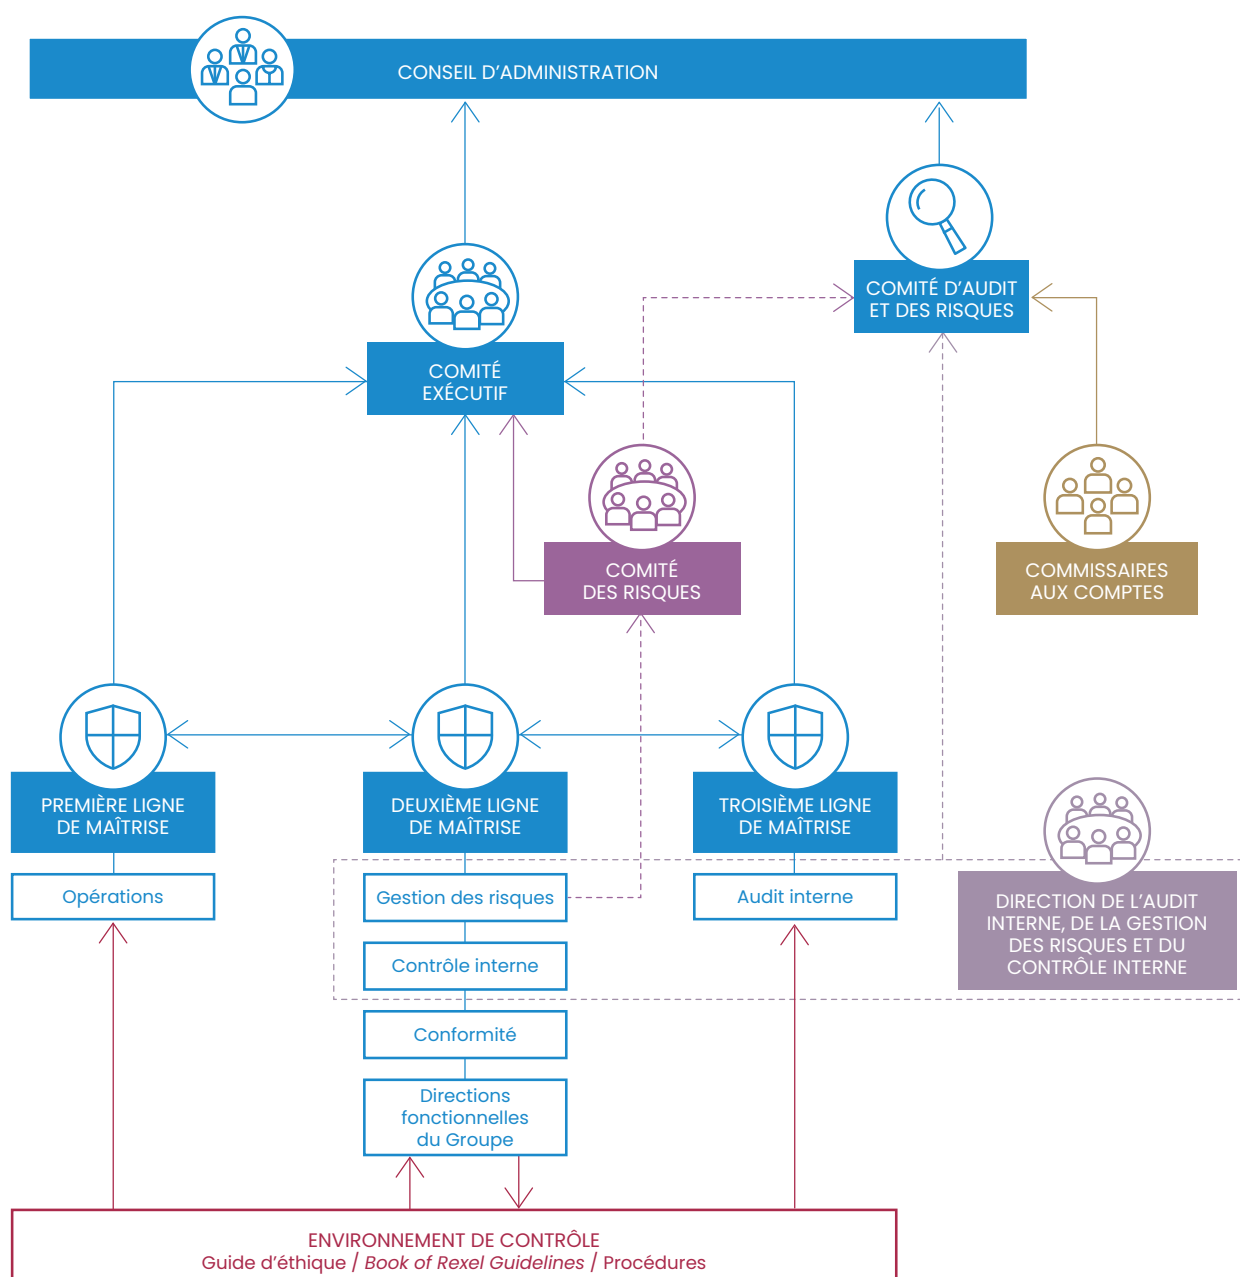 CONSEIL D'ADMINISTRATION
COMITÉ D'AUDIT
ET DES RISQUES
COMITÉ
EXÉCUTIF
COMITÉ
DES RISQUES
COMMISSAIRES
AUX COMPTES
PREMIÈRE LIGNE
DE MAÎTRISE
DEUXIÈME LIGNE
DE MAÎTRISE
TROISIÈME LIGNE
DE MAÎTRISE
Opérations
Gestion des risques
Audit interne
DIRECTION DE L'AUDIT
INTERNE, DE LA GESTION
DES RISQUES ET DU
CONTRÔLE INTERNE
Contrôle interne
Conformité
Directions
fonctionnelles
du Groupe
ENVIRONNEMENT DE CONTRÔLE
Guide d'éthique / Book of Rexel Guidelines / Procédures